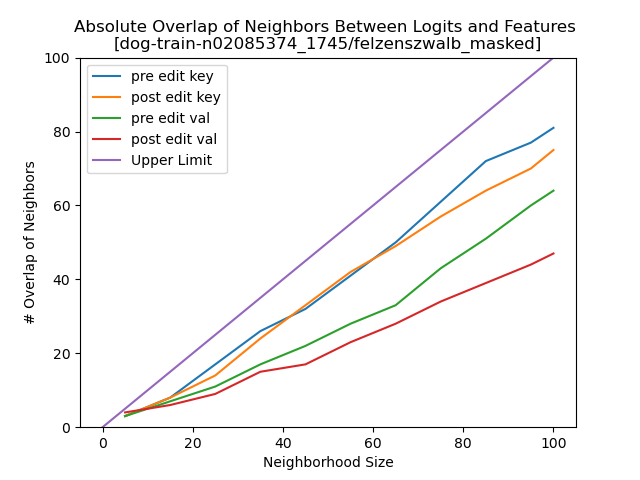 Absolute Overlap of Neighbors Between Logits and Features
[dog-train-n02085374_1745/felzenszwalb_masked]
100
80
60
40
20
0
# Overlap of Neighbors
pre edit key
post edit key
pre edit val
post edit val
Upper Limit
0 20 40 60 80 100
Neighborhood Size